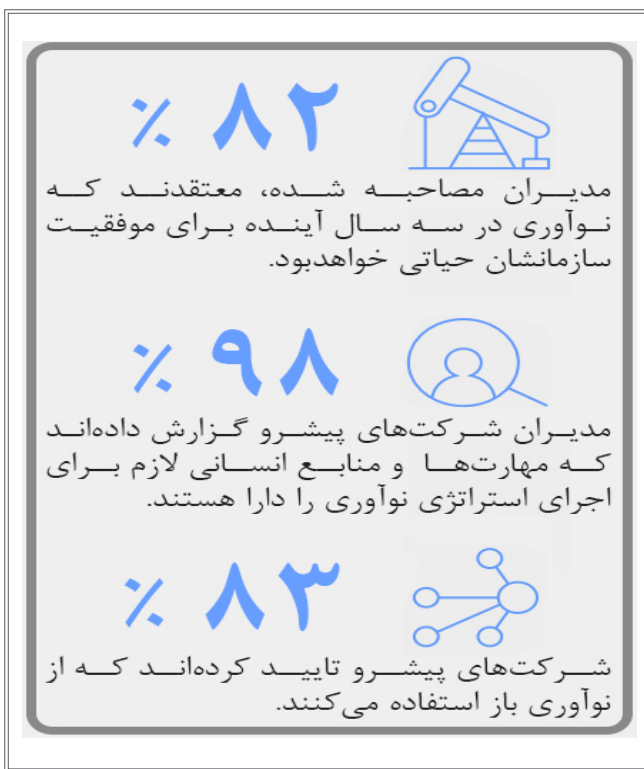 ۸۲ ٪
مدیران مصاحبه شده، معتقدند که
نوآوری در سه سال آینده برای موفقیت
سازمانشان حیاتی خواهدبود.
۹۸ ٪
مدیران شرکت‌های پیشرو گزارش داده‌اند
که مهارت‌ها و منابع انسانی لازم برای
اجرای استراتژی نوآوری را دارا هستند.
۸۳ ٪
شرکت‌های پیشرو تایید کرده‌اند که از
نوآوری باز استفاده می‌کنند.